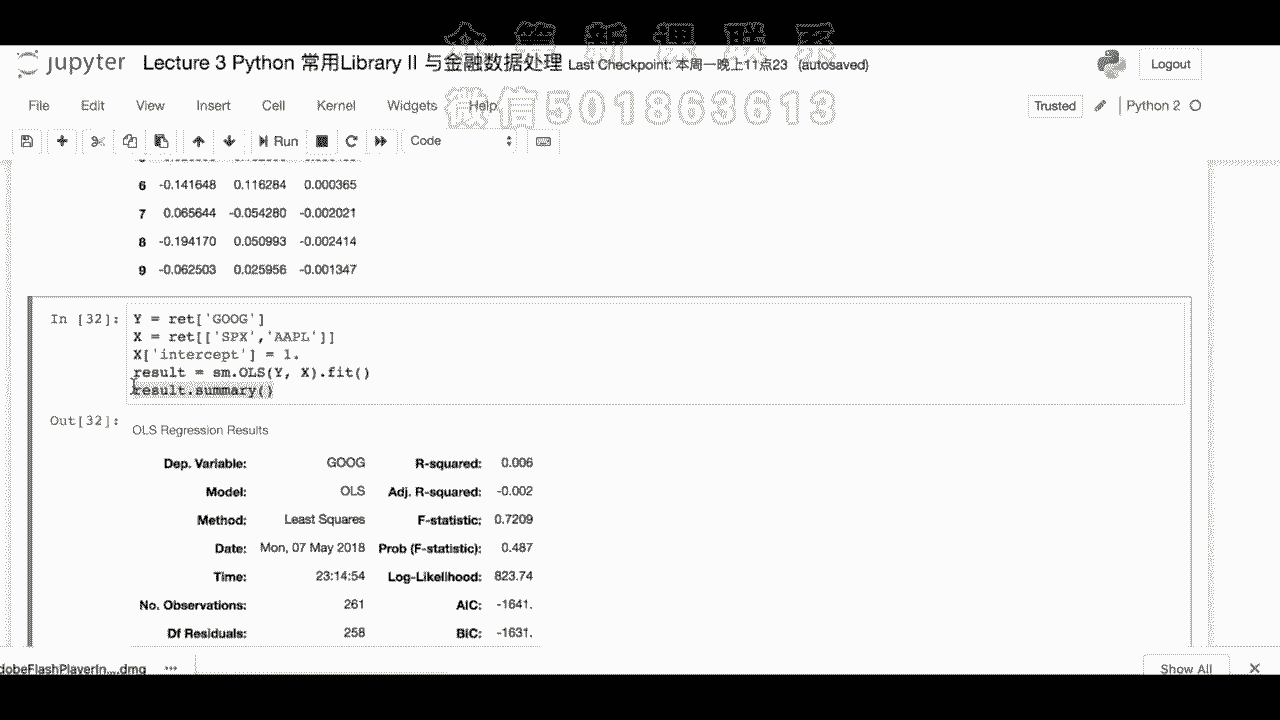 企管新课联系
微信501863613
jupyter Lecture 3 Python 常用Library II 与金融数据处理 Last Checkpoint: 本周一晚上11点23 (autosaved) Logout
File Edit View Insert Cell Kernel Widgets Help Trusted Python 2
Run Code
6 -0.141648 0.116284 0.000365
7 0.065644 -0.054280 -0.002021
8 -0.194170 0.050993 -0.002414
9 -0.062503 0.025956 -0.001347
In [32]: Y = ret['GOOG']
X = ret[['SPX','AAPL']]
X['intercept'] = 1.
result = sm.OLS(Y, X).fit()
result.summary()
Out[32]:
OLS Regression Results
Dep. Variable: GOOG R-squared: 0.006
Model: OLS Adj. R-squared: -0.002
Method: Least Squares F-statistic: 0.7209
Date: Mon, 07 May 2018 Prob (F-statistic): 0.487
Time: 23:14:54 Log-Likelihood: 823.74
No. Observations: 261 AIC: -1641.
Df Residuals: 258 BIC: -1631.
dobeFlashPlayerIn....dmg Show All